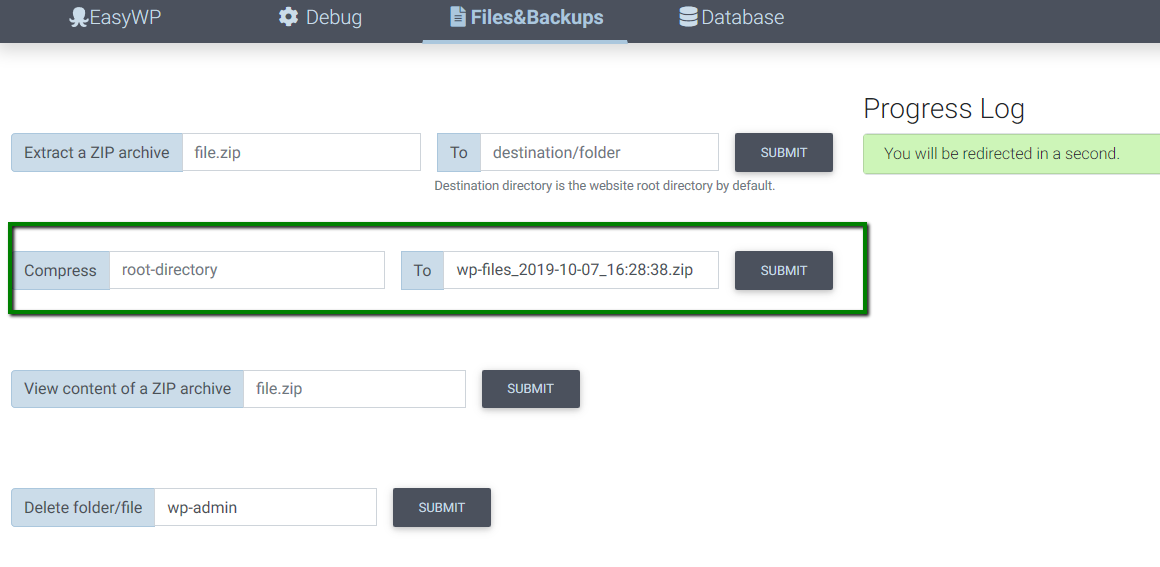 EasyWP Debug Files&Backups Database
Progress Log
Extract a ZIP archive file.zip To destination/folder SUBMIT
You will be redirected in a second.
Destination directory is the website root directory by default.
Compress root-directory To wp-files_2019-10-07_16:28:38.zip SUBMIT
View content of a ZIP archive file.zip SUBMIT
Delete folder/file wp-admin SUBMIT